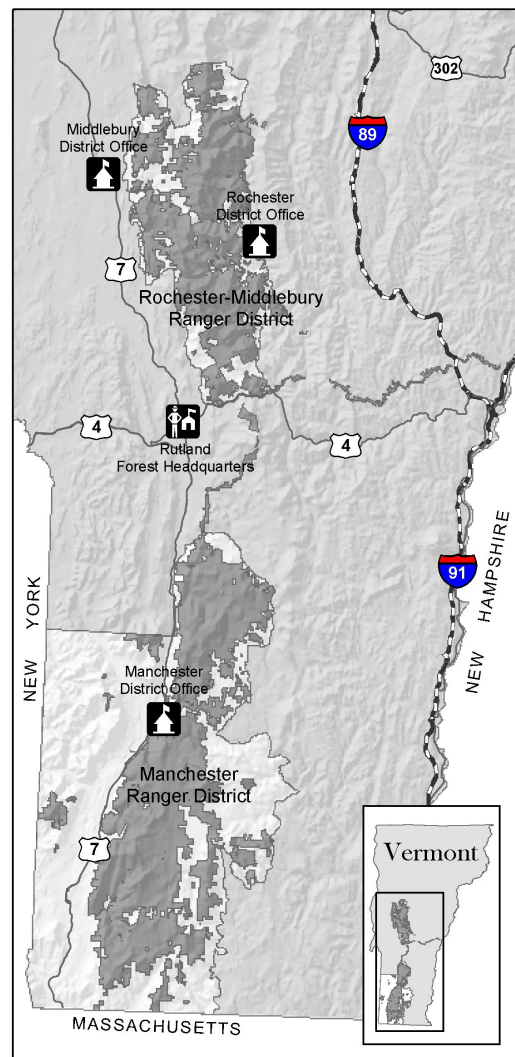 302
89
Middlebury
District Office
Rochester
District Office
7
Rochester-Middlebury
Ranger District
4
4
Rutland
Forest Headquarters
91
NEW HAMPSHIRE
NEW YORK
Manchester
District Office
Manchester
Ranger District
7
Vermont
MASSACHUSETTS